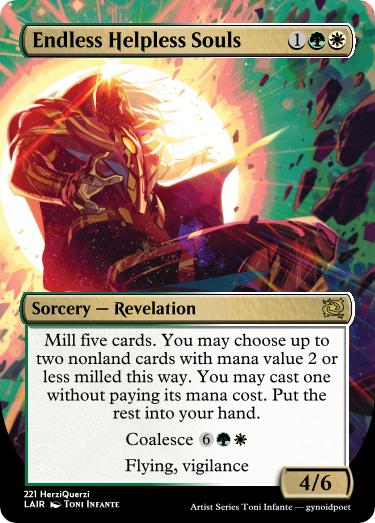 Endless Helpless Souls 1
Sorcery — Revelation
Mill five cards. You may choose up to
two nonland cards with mana value 2 or
less milled this way. You may cast one
without paying its mana cost. Put the
rest into your hand.
Coalesce 6
Flying, vigilance
4/6
221 HerziQuerzi
LAIR Toni Infante
Artist Series Toni Infante — gynoidpoet